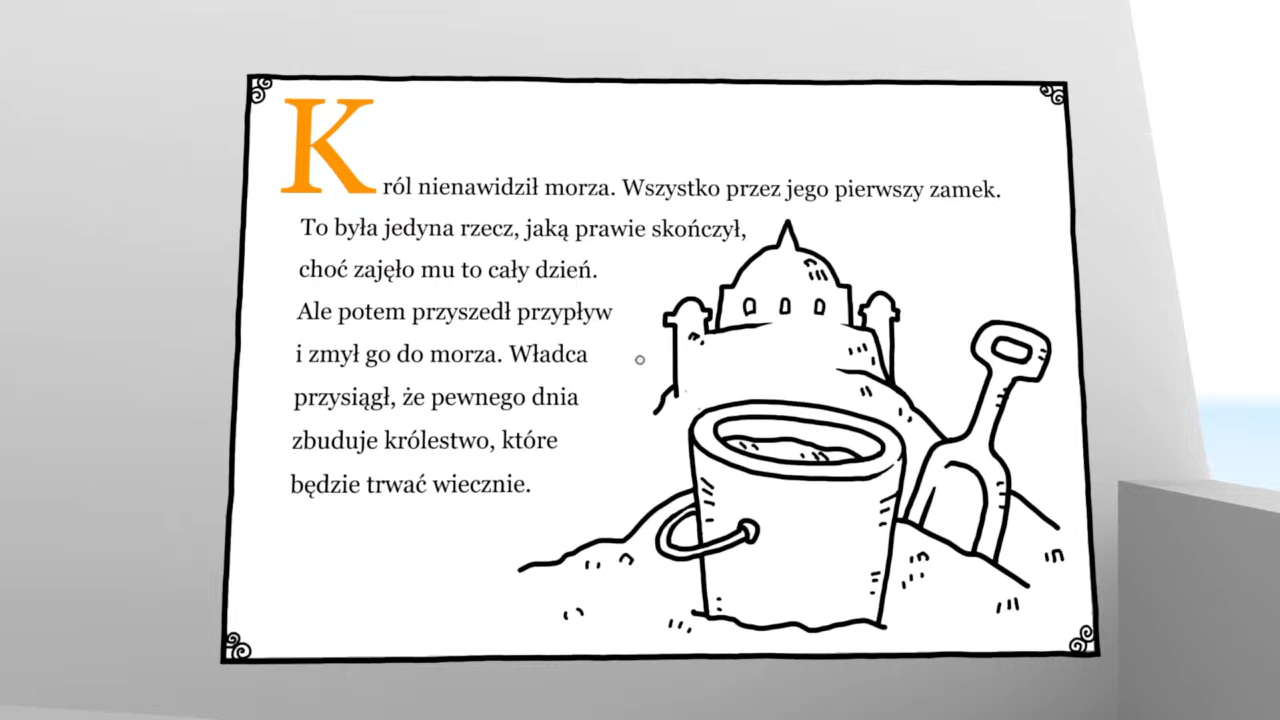 Król nienawidził morza. Wszystko przez jego pierwszy zamek.
To była jedyna rzecz, jaką prawie skończył,
choć zajęło mu to cały dzień.
Ale potem przyszedł przypływ
i zmył go do morza. Władca
przysiągł, że pewnego dnia
zbuduje królestwo, które
będzie trwać wiecznie.